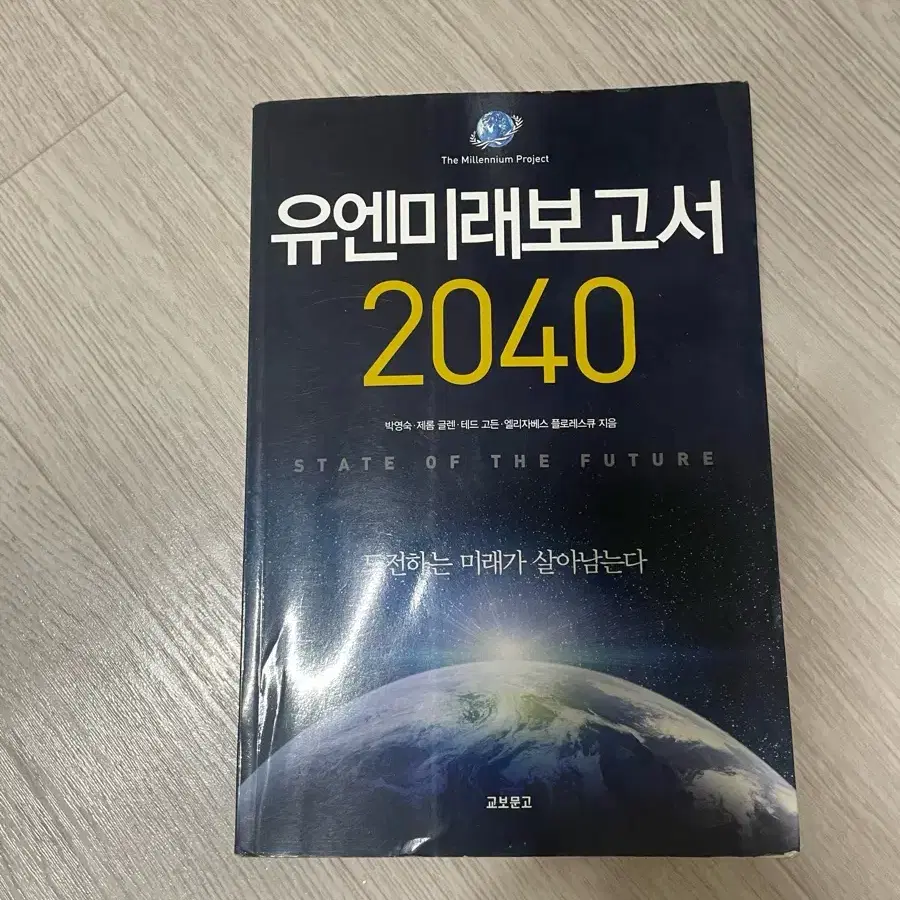 The Millennium Project
유엔미래보고서
2040
박영숙·제롬 글렌·테드 고든·엘리자베스 플로레스큐 지음
STATE OF THE FUTURE
도전하는 미래가 살아남는다
교보문고